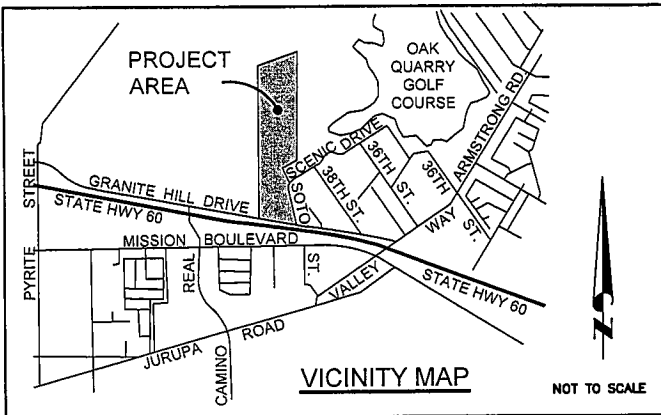 PROJECT
AREA
OAK
QUARRY
GOLF
COURSE
ARMSTRONG RD
SCENIC DRIVE
38TH ST.
36TH
ST.
36TH
ST.
PYRITE STREET
GRANITE HILL DRIVE
STATE HWY 60
SOTO
ST.
MISSION BOULEVARD
CAMINO REAL
VALLEY WAY
STATE HWY 60
JURUPA ROAD
VICINITY MAP
NOT TO SCALE
N